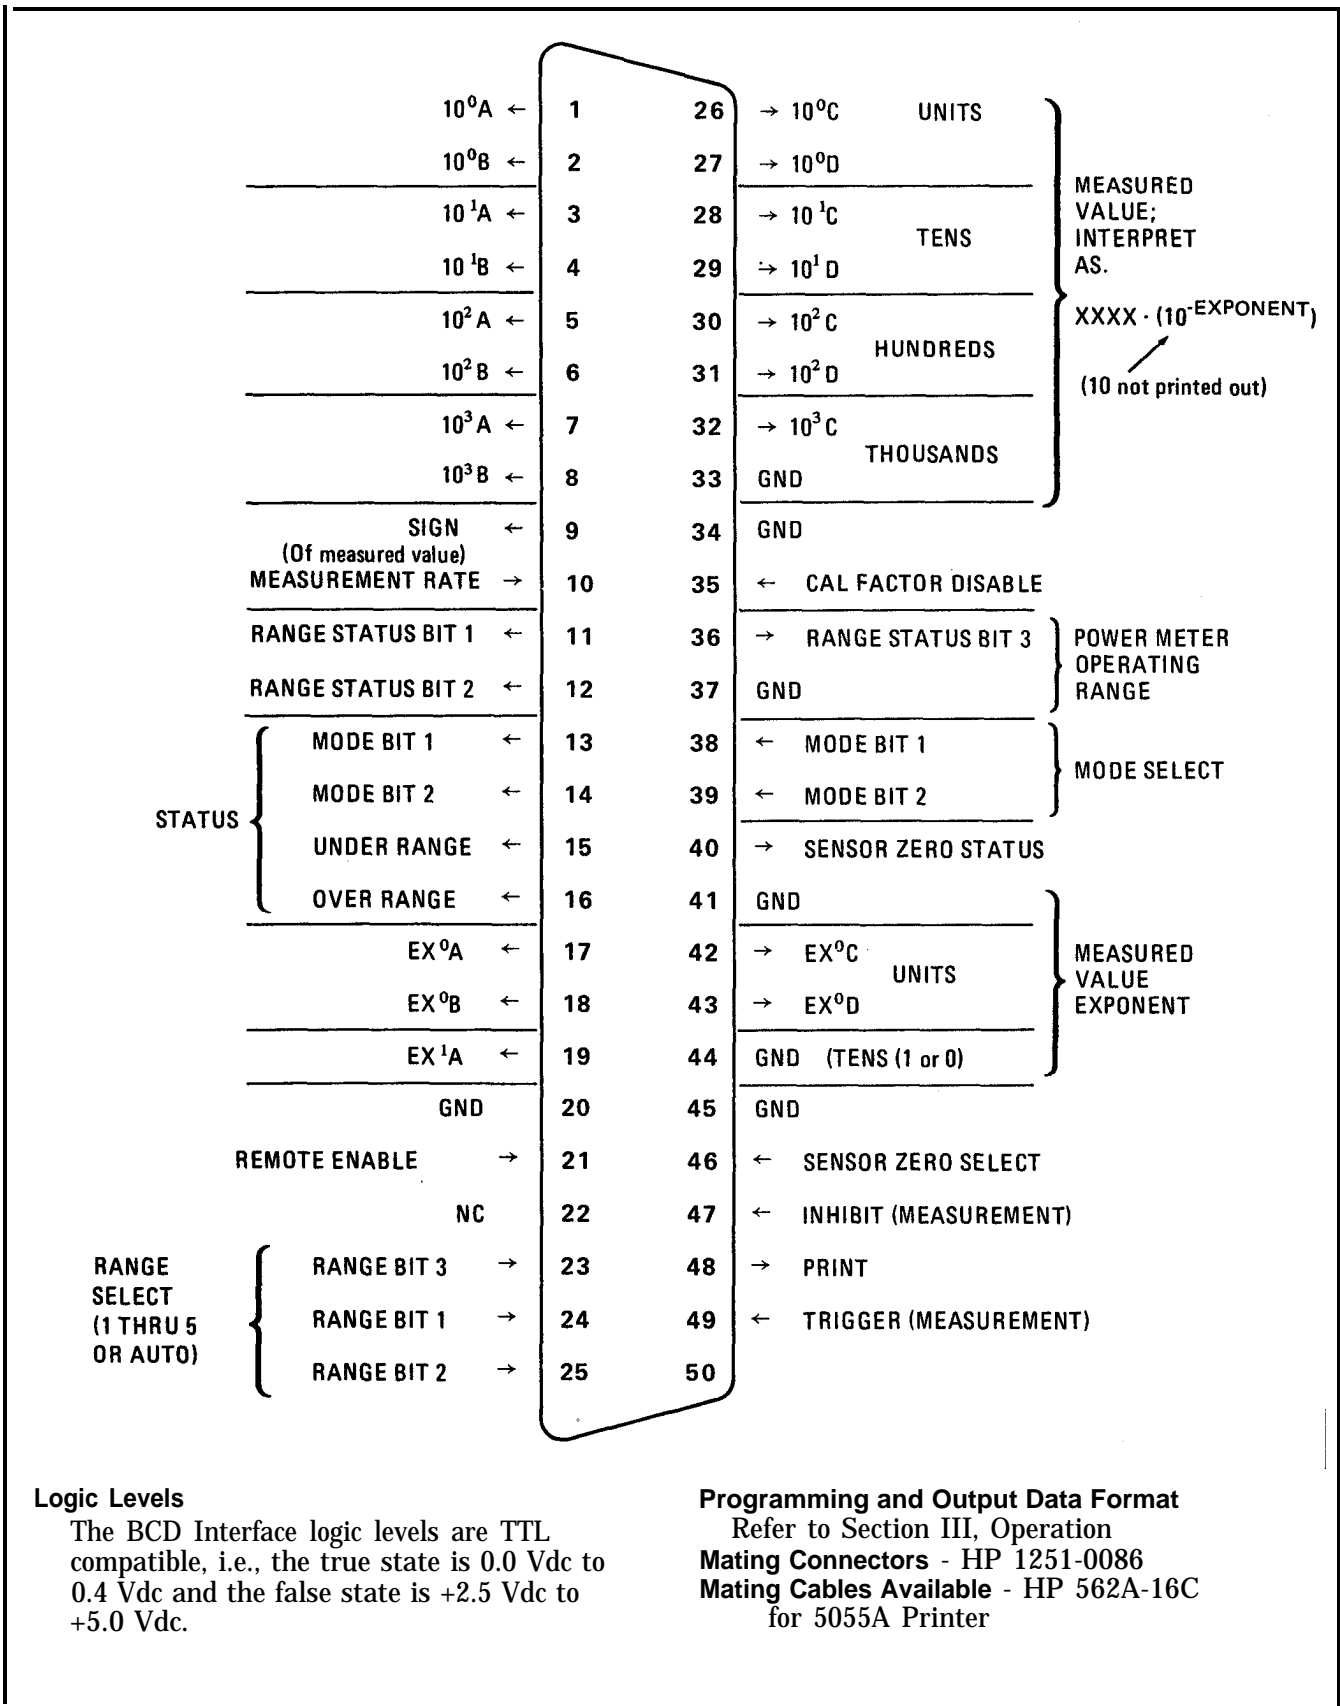 10⁰A ← 1 26 → 10⁰C UNITS
10⁰B ← 2 27 → 10⁰D
10¹A ← 3 28 → 10¹C
TENS
10¹B ← 4 29 → 10¹D
10²A ← 5 30 → 10²C
HUNDREDS
10²B ← 6 31 → 10²D
10³A ← 7 32 → 10³C
THOUSANDS
10³B ← 8 33 GND
MEASURED
VALUE;
INTERPRET
AS.
XXXX · (10⁻ᴱˣᴾᴼᴺᴱᴺᵀ)
(10 not printed out)
SIGN ← 9 34 GND
(Of measured value)
MEASUREMENT RATE → 10 35 ← CAL FACTOR DISABLE
RANGE STATUS BIT 1 ← 11 36 → RANGE STATUS BIT 3
RANGE STATUS BIT 2 ← 12 37 GND
POWER METER
OPERATING
RANGE
STATUS
MODE BIT 1 ← 13 38 ← MODE BIT 1
MODE BIT 2 ← 14 39 ← MODE BIT 2
MODE SELECT
UNDER RANGE ← 15 40 → SENSOR ZERO STATUS
OVER RANGE ← 16 41 GND
EX⁰A ← 17 42 → EX⁰C
UNITS
EX⁰B ← 18 43 → EX⁰D
EX¹A ← 19 44 GND (TENS (1 or 0)
MEASURED
VALUE
EXPONENT
GND 20 45 GND
REMOTE ENABLE → 21 46 ← SENSOR ZERO SELECT
NC 22 47 ← INHIBIT (MEASUREMENT)
RANGE
SELECT
(1 THRU 5
OR AUTO)
RANGE BIT 3 → 23 48 → PRINT
RANGE BIT 1 → 24 49 ← TRIGGER (MEASUREMENT)
RANGE BIT 2 → 25 50
Logic Levels
The BCD Interface logic levels are TTL
compatible, i.e., the true state is 0.0 Vdc to
0.4 Vdc and the false state is +2.5 Vdc to
+5.0 Vdc.
Programming and Output Data Format
Refer to Section III, Operation
Mating Connectors - HP 1251-0086
Mating Cables Available - HP 562A-16C
for 5055A Printer